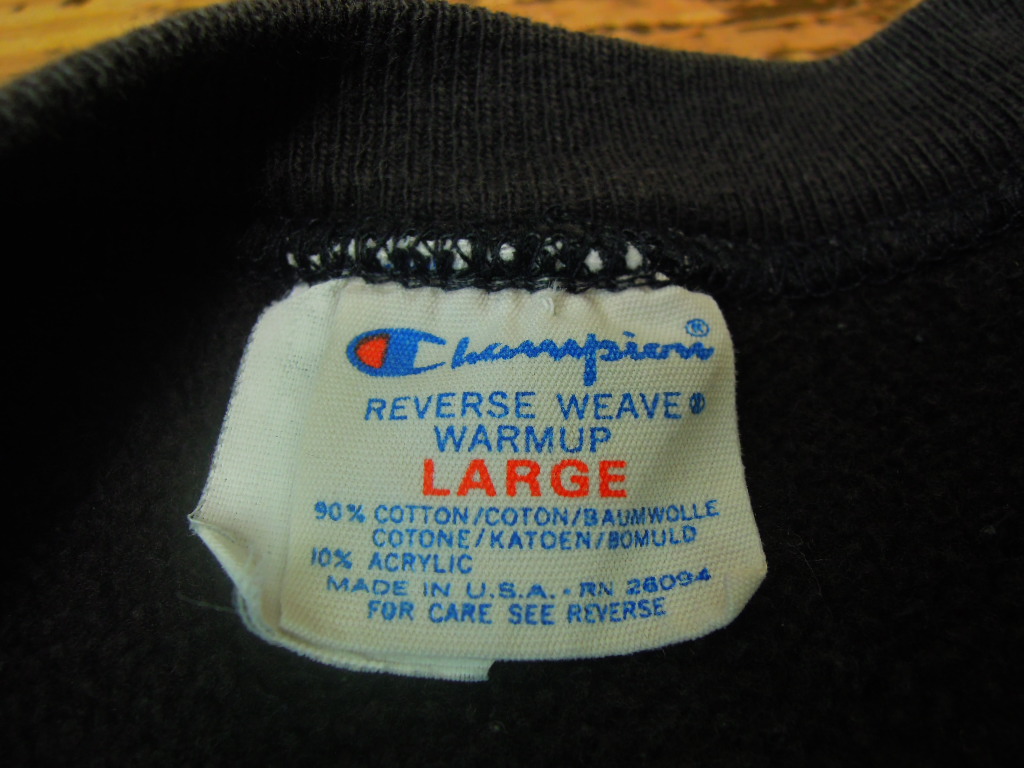 Champion®
REVERSE WEAVE®
WARMUP
LARGE
90% COTTON/COTON/BAUMWOLLE
COTONE/KATOEN/BOMULD
10% ACRYLIC
MADE IN U.S.A. • RN 26094
FOR CARE SEE REVERSE